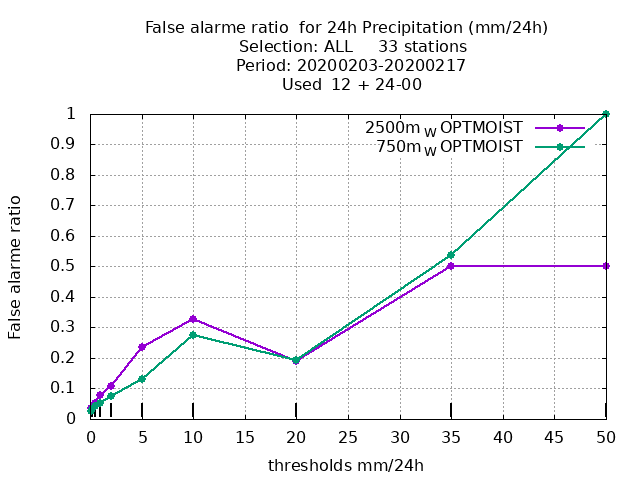 False alarme ratio  for 24h Precipitation (mm/24h)
Selection: ALL     33 stations
Period: 20200203-20200217
Used  12 + 24-00
2500m W OPTMOIST
750m W OPTMOIST
1
0.9
0.8
0.7
0.6
0.5
0.4
0.3
0.2
0.1
0
False alarme ratio
0 5 10 15 20 25 30 35 40 45 50
thresholds mm/24h